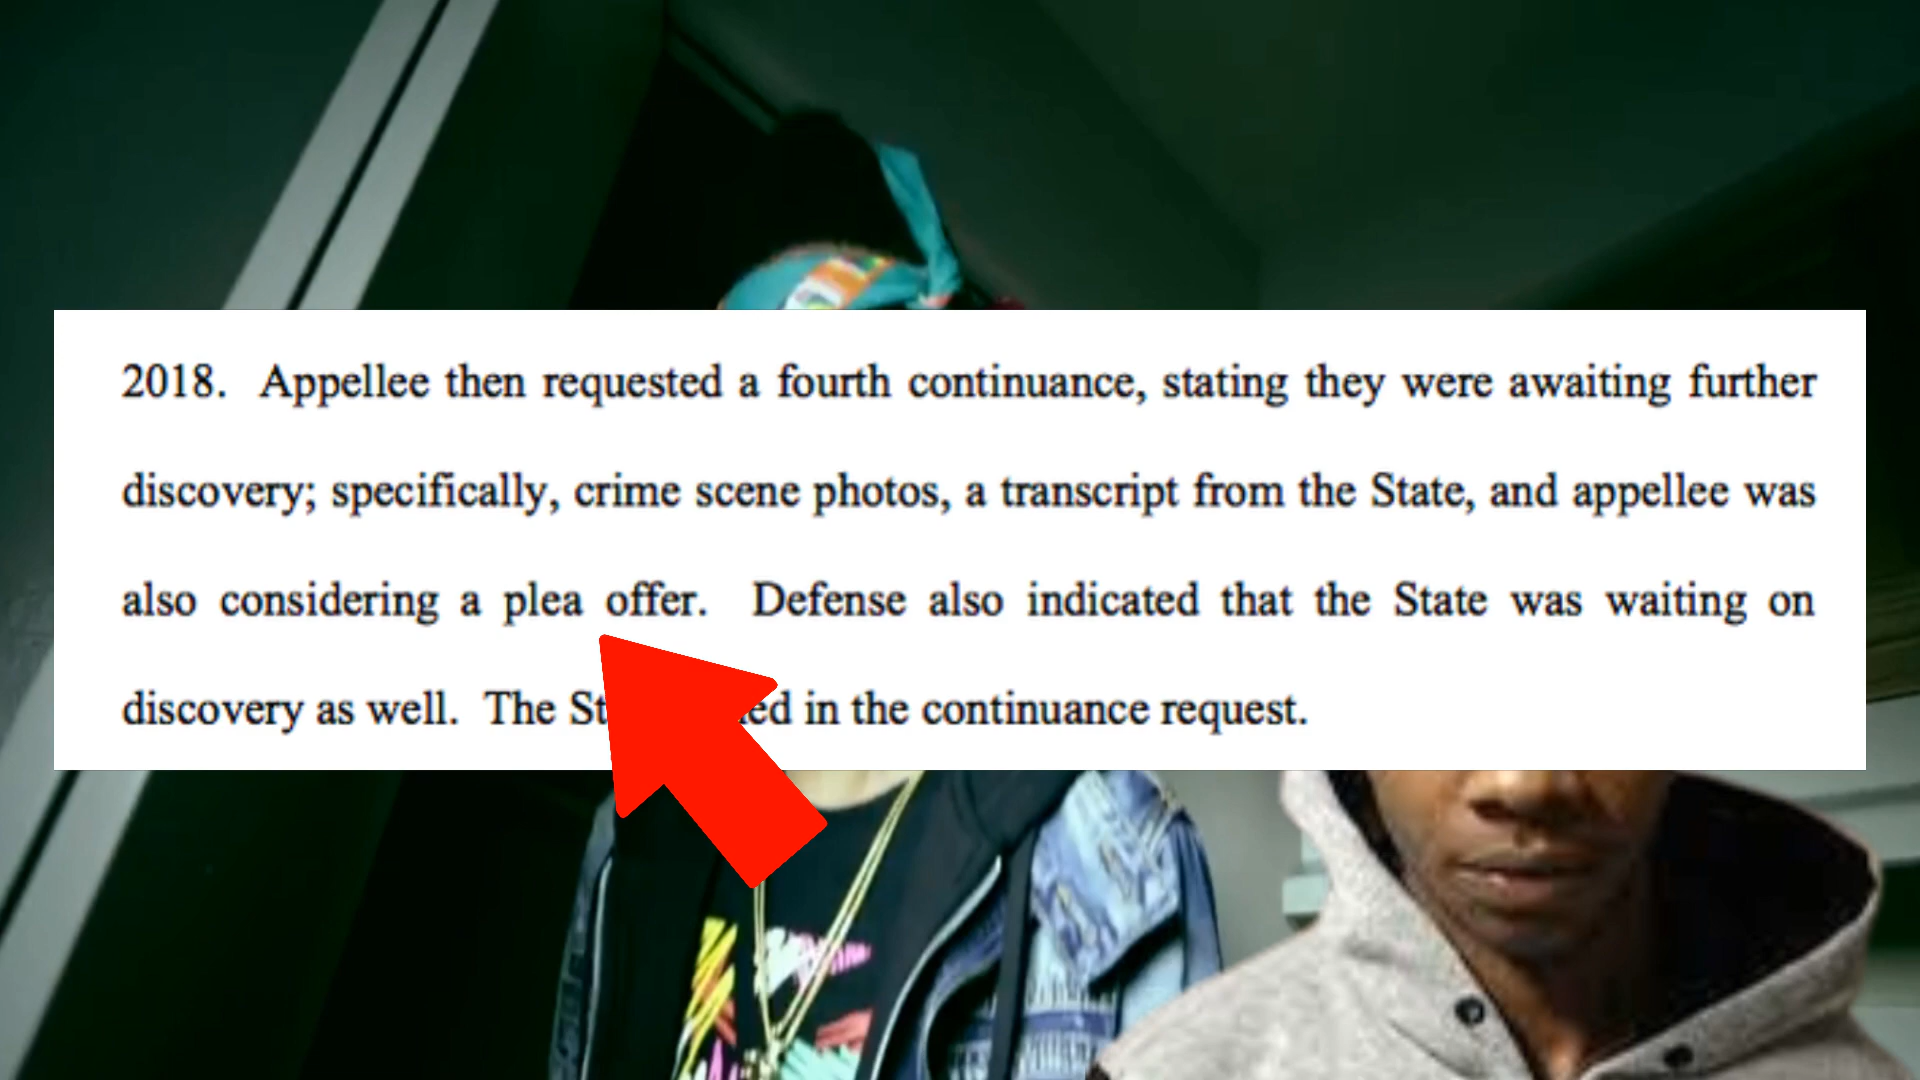 2018. Appellee then requested a fourth continuance, stating they were awaiting further
discovery; specifically, crime scene photos, a transcript from the State, and appellee was
also considering a plea offer. Defense also indicated that the State was waiting on
discovery as well. The in the continuance request.